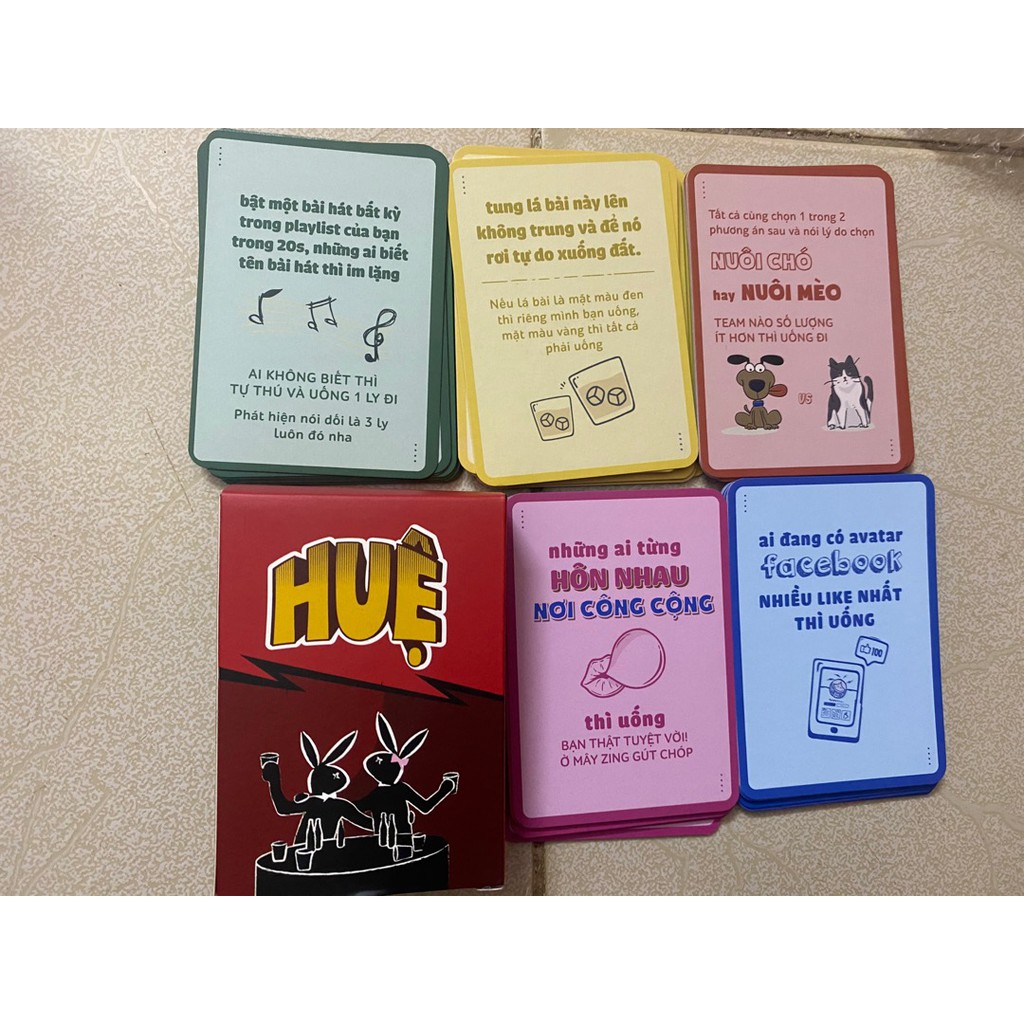 bật một bài hát bất kỳ
trong playlist của bạn
trong 20s, những ai biết
tên bài hát thì im lặng
AI KHÔNG BIẾT THÌ
TỰ THÚ VÀ UỐNG 1 LY ĐI
Phát hiện nói dối là 3 ly
luôn đó nha
tung lá bài này lên
không trung và để nó
rơi tự do xuống đất.
Nếu lá bài là mặt màu đen
thì riêng mình bạn uống,
mặt màu vàng thì tất cả
phải uống
Tất cả cùng chọn 1 trong 2
phương án sau và nói lý do chọn
NUÔI CHÓ
hay NUÔI MÈO
TEAM NÀO SỐ LƯỢNG
ÍT HƠN THÌ UỐNG ĐI
VS
HUỆ
những ai từng
HÔN NHAU
NƠI CÔNG CỘNG
thì uống
BẠN THẬT TUYỆT VỜI!
Ở MÂY ZING GÚT CHÓP
ai đang có avatar
facebook
NHIỀU LIKE NHẤT
THÌ UỐNG
100